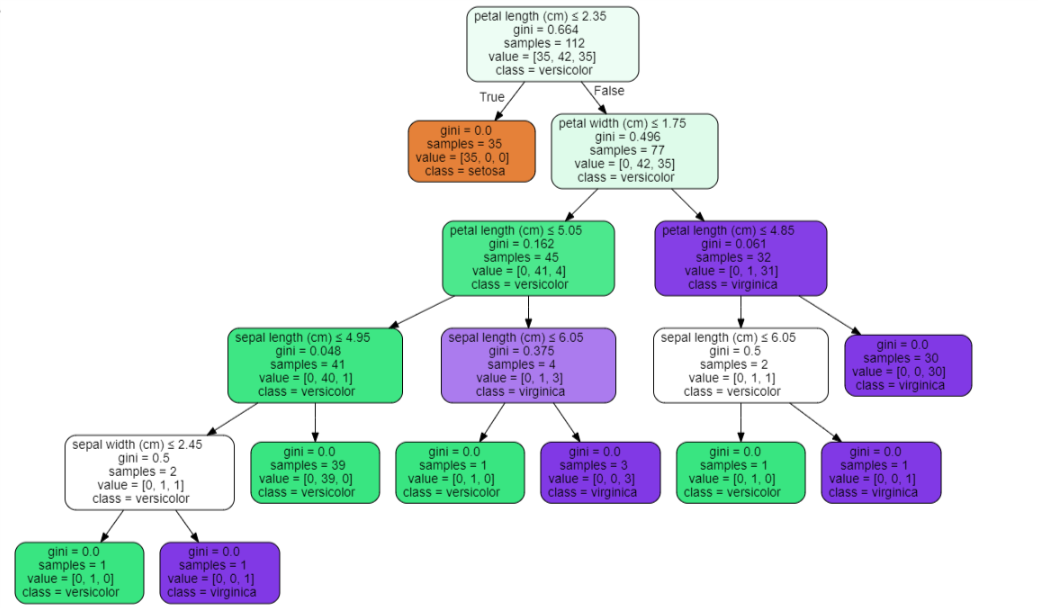 petal length (cm) ≤ 2.35
gini = 0.664
samples = 112
value = [35, 42, 35]
class = versicolor
True
False
gini = 0.0
samples = 35
value = [35, 0, 0]
class = setosa
petal width (cm) ≤ 1.75
gini = 0.496
samples = 77
value = [0, 42, 35]
class = versicolor
petal length (cm) ≤ 5.05
gini = 0.162
samples = 45
value = [0, 41, 4]
class = versicolor
petal length (cm) ≤ 4.85
gini = 0.061
samples = 32
value = [0, 1, 31]
class = virginica
sepal length (cm) ≤ 4.95
gini = 0.048
samples = 41
value = [0, 40, 1]
class = versicolor
sepal length (cm) ≤ 6.05
gini = 0.375
samples = 4
value = [0, 1, 3]
class = virginica
sepal length (cm) ≤ 6.05
gini = 0.5
samples = 2
value = [0, 1, 1]
class = versicolor
gini = 0.0
samples = 30
value = [0, 0, 30]
class = virginica
sepal width (cm) ≤ 2.45
gini = 0.5
samples = 2
value = [0, 1, 1]
class = versicolor
gini = 0.0
samples = 39
value = [0, 39, 0]
class = versicolor
gini = 0.0
samples = 1
value = [0, 1, 0]
class = versicolor
gini = 0.0
samples = 3
value = [0, 0, 3]
class = virginica
gini = 0.0
samples = 1
value = [0, 1, 0]
class = versicolor
gini = 0.0
samples = 1
value = [0, 0, 1]
class = virginica
gini = 0.0
samples = 1
value = [0, 1, 0]
class = versicolor
gini = 0.0
samples = 1
value = [0, 0, 1]
class = virginica